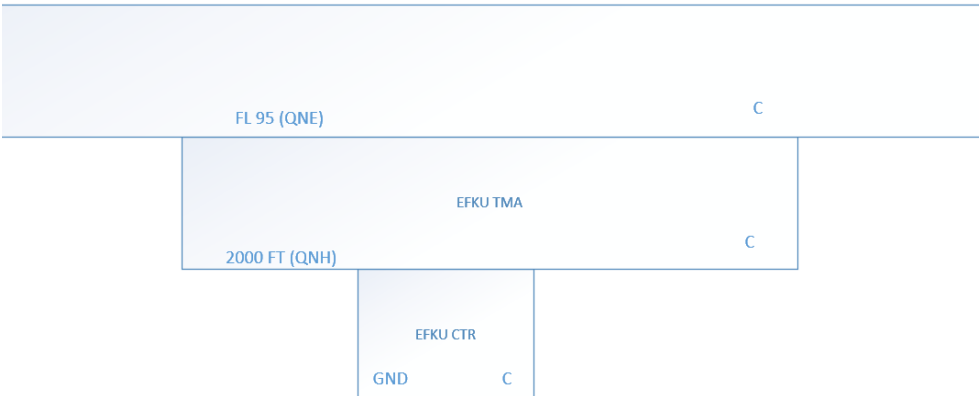 FL 95 (QNE)
C
EFKU TMA
2000 FT (QNH)
C
EFKU CTR
GND
C